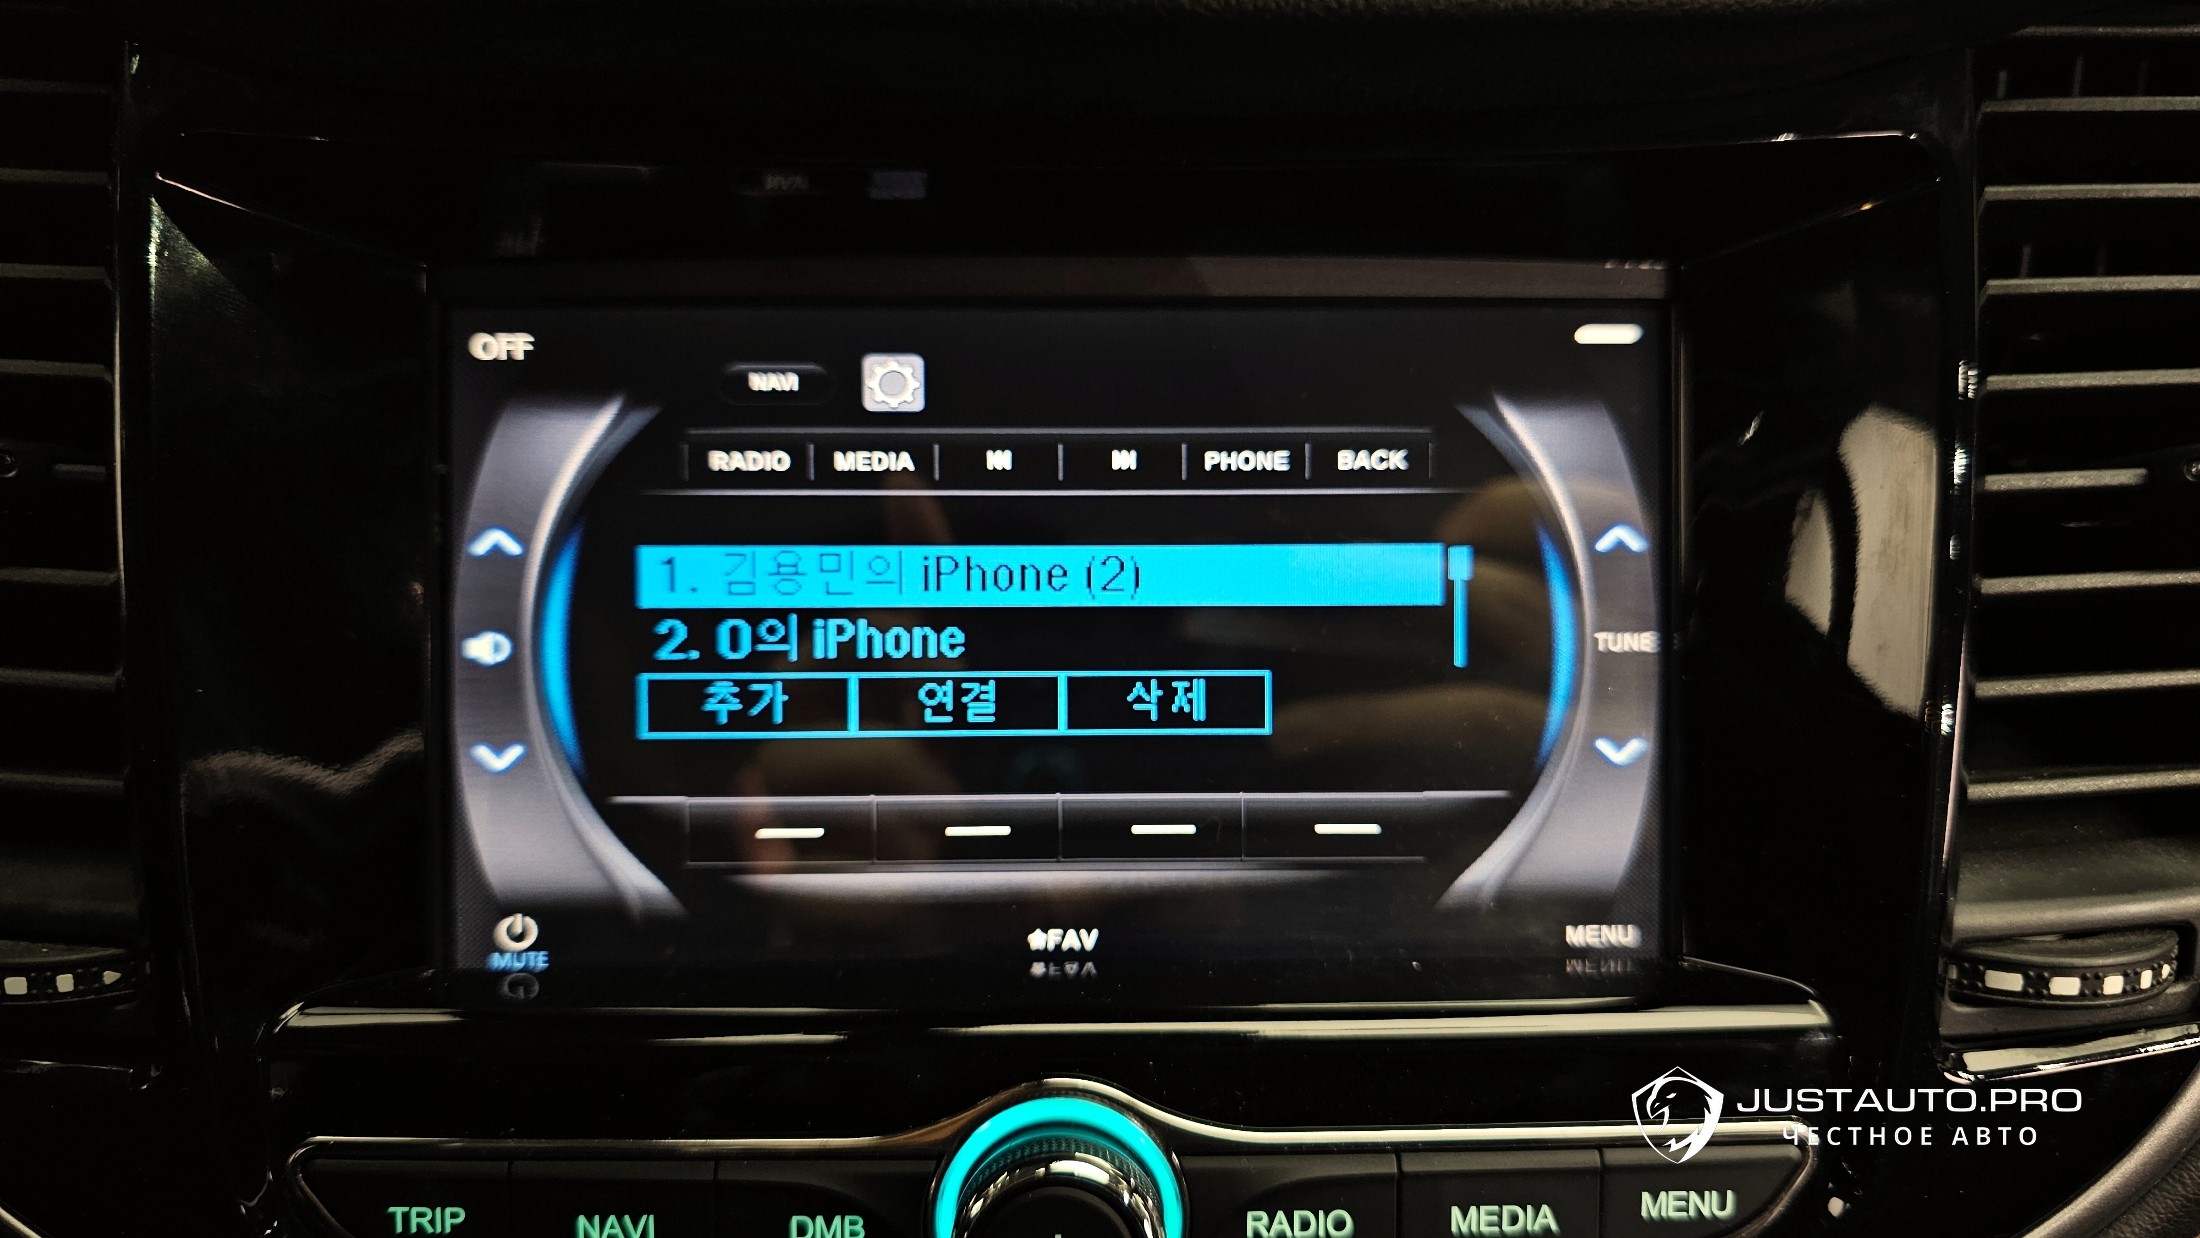 OFF
NAVI
RADIO MEDIA PHONE BACK
1. 김용민의 iPhone (2)
2. 0의 iPhone
TUNE
추가 연결 삭제
MUTE
FAV
MENU
JUSTAUTO.PRO
ЧЕСТНОЕ АВТО
TRIP NAVI DMB RADIO MEDIA MENU